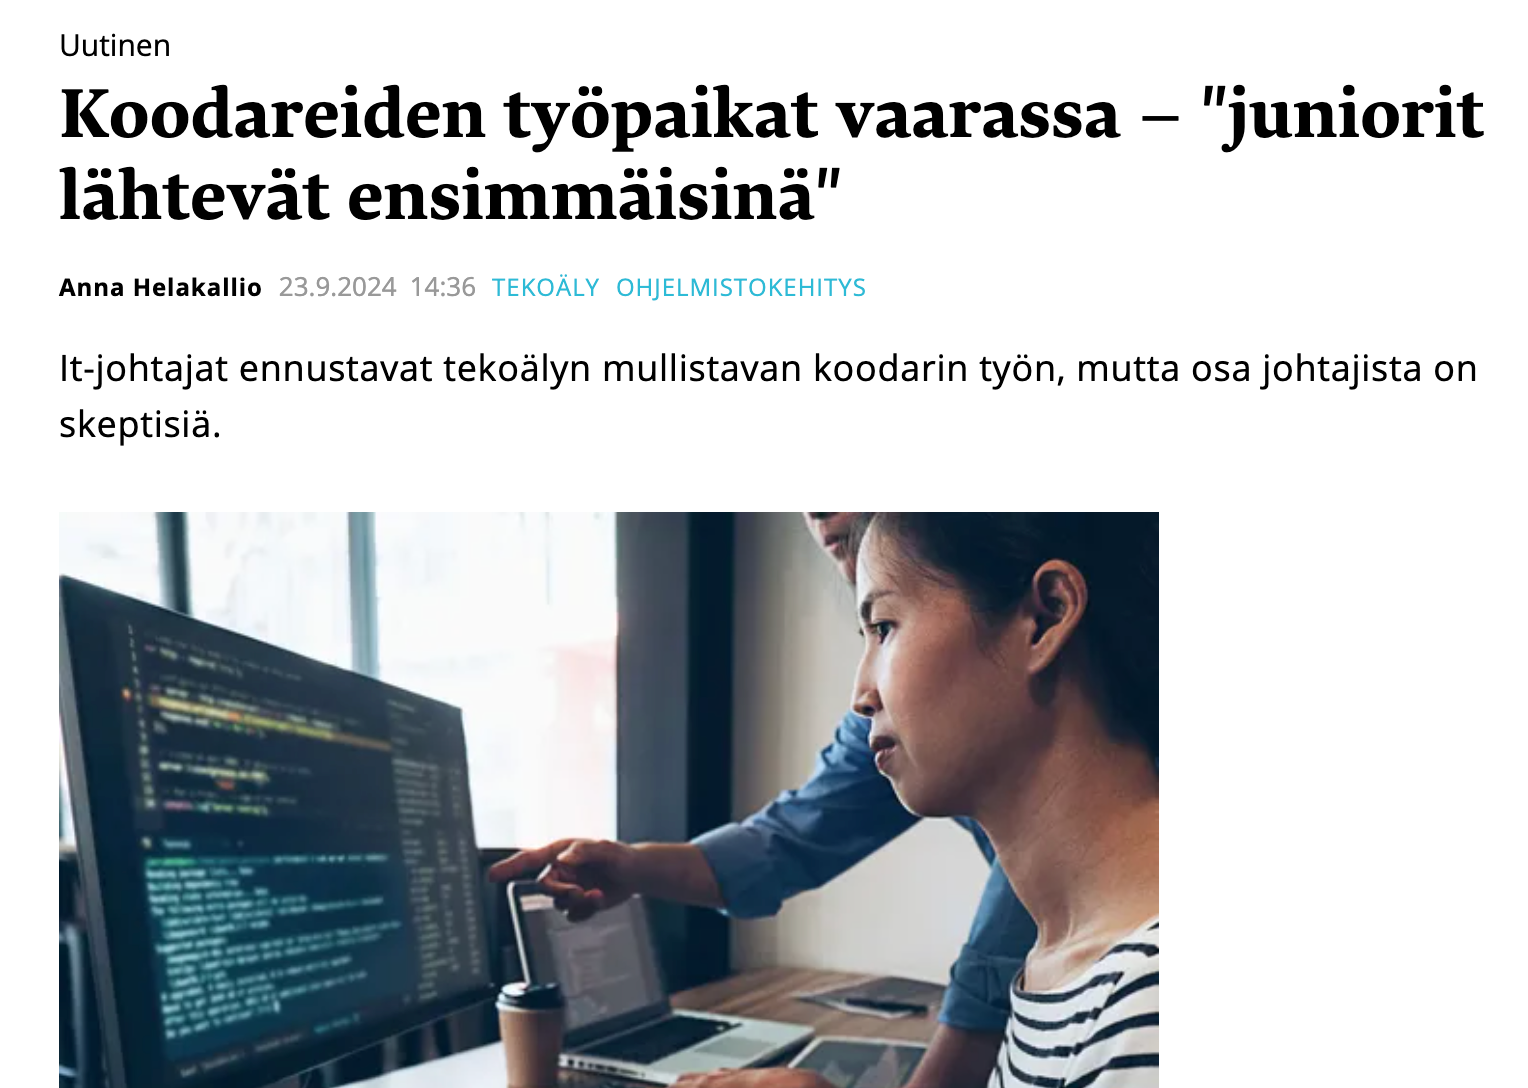 Uutinen
Koodareiden työpaikat vaarassa – "juniorit
lähtevät ensimmäisinä"
Anna Helakallio 23.9.2024 14:36 TEKOÄLY OHJELMISTOKEHITYS
It-johtajat ennustavat tekoälyn mullistavan koodarin työn, mutta osa johtajista on
skeptisiä.